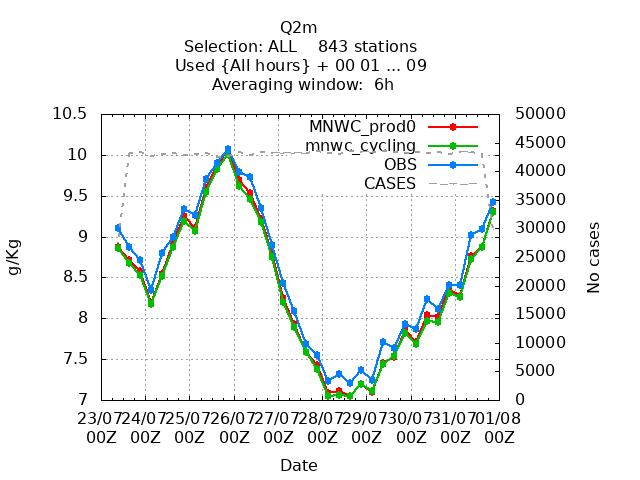 Q2m
Selection: ALL    843 stations
Used {All hours} + 00 01 ... 09
Averaging window:  6h
10.5
10
9.5
9
8.5
8
7.5
7
50000
45000
40000
35000
30000
25000
20000
15000
10000
5000
0
MNWC_prod0
mnwc_cycling
OBS
CASES
g/Kg
No cases
23/07 24/07 25/07 26/07 27/07 28/07 29/07 30/07 31/07 01/08
00Z 00Z 00Z 00Z 00Z 00Z 00Z 00Z 00Z 00Z
Date